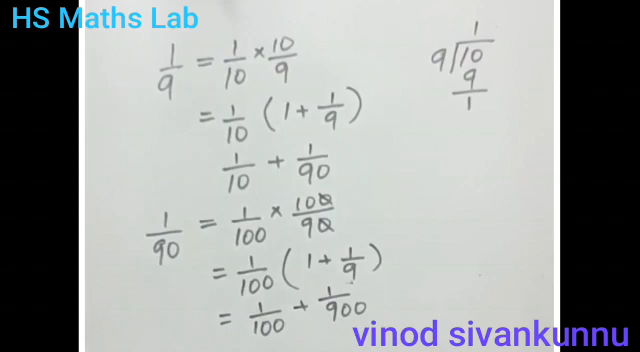 HS Maths Lab
1/9 = 1/10 × 10/9
= 1/10 (1 + 1/9)
1/10 + 1/90
1/90 = 1/100 × 100/90
= 1/100 (1 + 1/9)
= 1/100 + 1/900
1
9)10
9
1
vinod sivankunnu